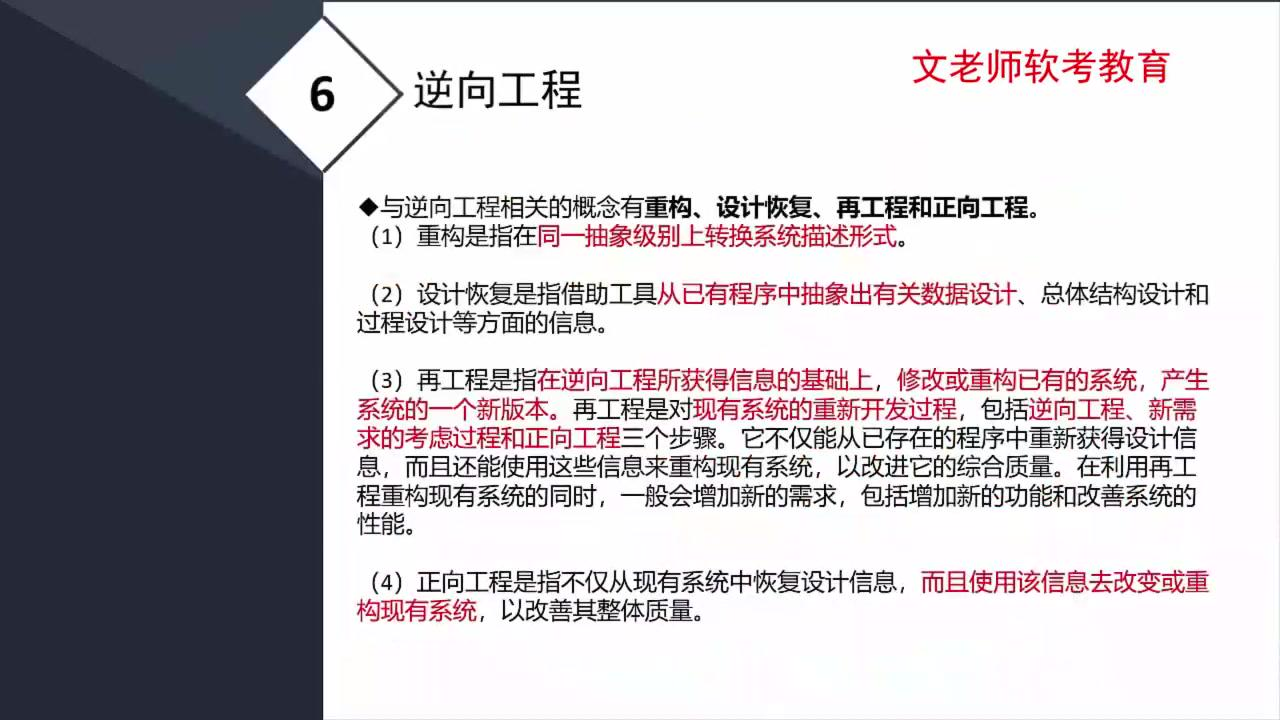 6
逆向工程
文老师软考教育
◆与逆向工程相关的概念有重构、设计恢复、再工程和正向工程。
（1）重构是指在同一抽象级别上转换系统描述形式。
（2）设计恢复是指借助工具从已有程序中抽象出有关数据设计、总体结构设计和
过程设计等方面的信息。
（3）再工程是指在逆向工程所获得信息的基础上，修改或重构已有的系统，产生
系统的一个新版本。再工程是对现有系统的重新开发过程，包括逆向工程、新需
求的考虑过程和正向工程三个步骤。它不仅能从已存在的程序中重新获得设计信
息，而且还能使用这些信息来重构现有系统，以改进它的综合质量。在利用再工
程重构现有系统的同时，一般会增加新的需求，包括增加新的功能和改善系统的
性能。
（4）正向工程是指不仅从现有系统中恢复设计信息，而且使用该信息去改变或重
构现有系统，以改善其整体质量。